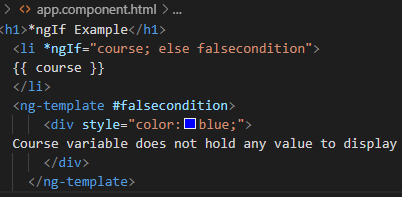 > app.component.html > ...
<h1>*ngIf Example</h1>
<li *ngIf="course; else falsecondition">
{{ course }}
</li>
<ng-template #falsecondition>
<div style="color:blue;">
Course variable does not hold any value to display
</div>
</ng-template>